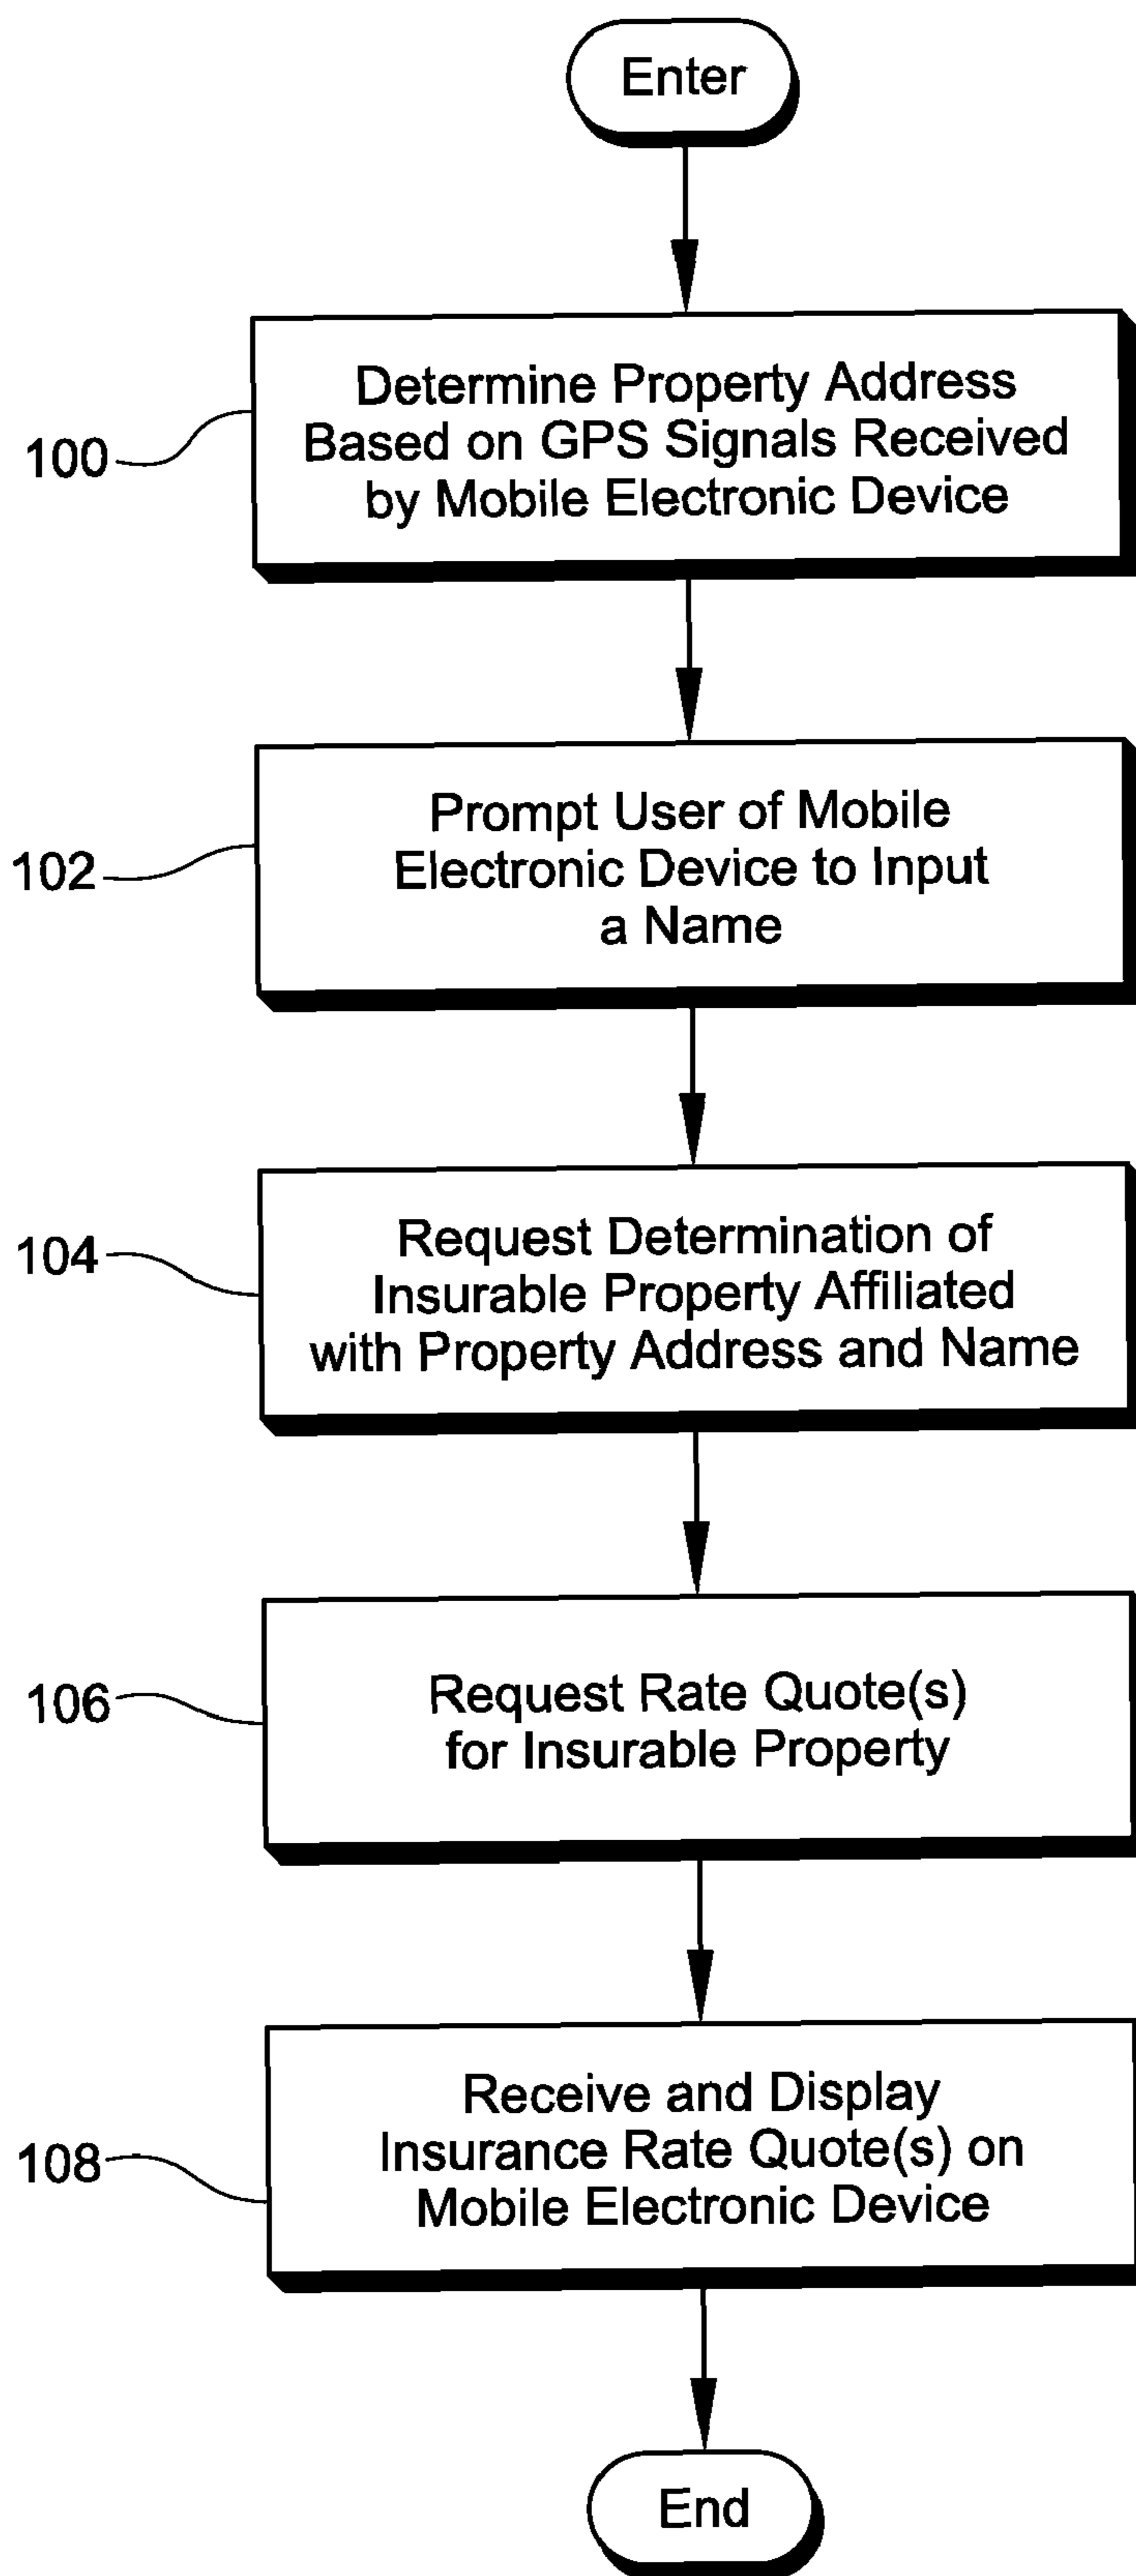 Enter
Determine Property Address
Based on GPS Signals Received
by Mobile Electronic Device
100
Prompt User of Mobile
Electronic Device to Input
a Name
102
Request Determination of
Insurable Property Affiliated
with Property Address and Name
104
Request Rate Quote(s)
for Insurable Property
106
Receive and Display
Insurance Rate Quote(s) on
Mobile Electronic Device
108
End